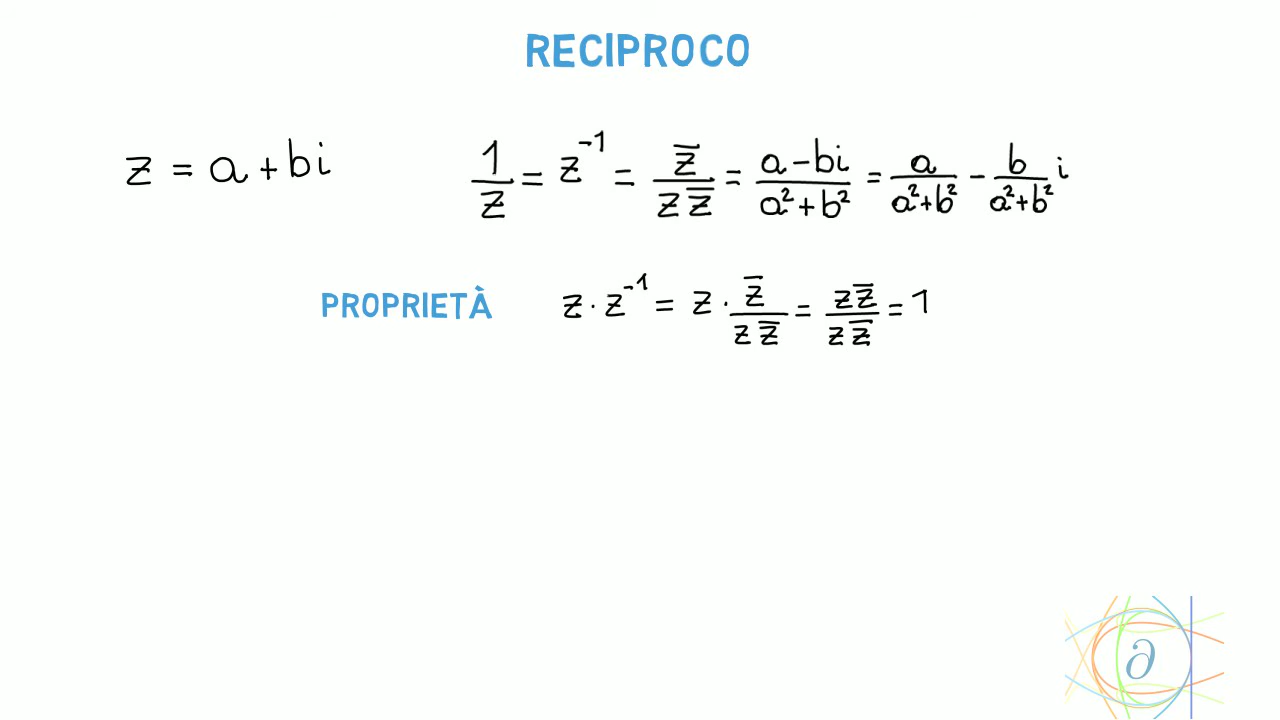 RECIPROCO
z = a + bi 1/z = z⁻¹ = z̅/(z z̅) = (a - bi)/(a² + b²) = a/(a² + b²) - b/(a² + b²) i
PROPRIETÀ z · z⁻¹ = z · z̅/(z z̅) = (z z̅)/(z z̅) = 1
∂